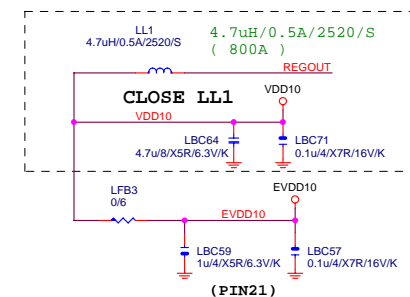 LL1
4.7uH/0.5A/2520/S
4.7uH/0.5A/2520/S
( 800A )
REGOUT
CLOSE LL1
VDD10
VDD10
LBC64
4.7u/8/X5R/6.3V/K
LBC71
0.1u/4/X7R/16V/K
LFB3
0/6
EVDD10
EVDD10
LBC59
1u/4/X5R/6.3V/K
LBC57
0.1u/4/X7R/16V/K
(PIN21)